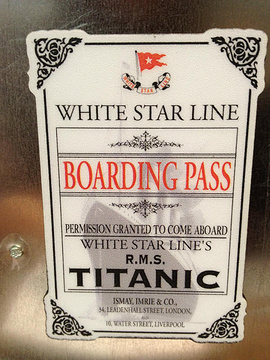 STAR
WHITE STAR LINE
BOARDING PASS
PERMISSION GRANTED TO COME ABOARD
WHITE STAR LINE'S
R.M.S.
TITANIC
ISMAY, IMRIE & CO.,
34, LEADENHALL STREET, LONDON,
AND
10, WATER STREET, LIVERPOOL